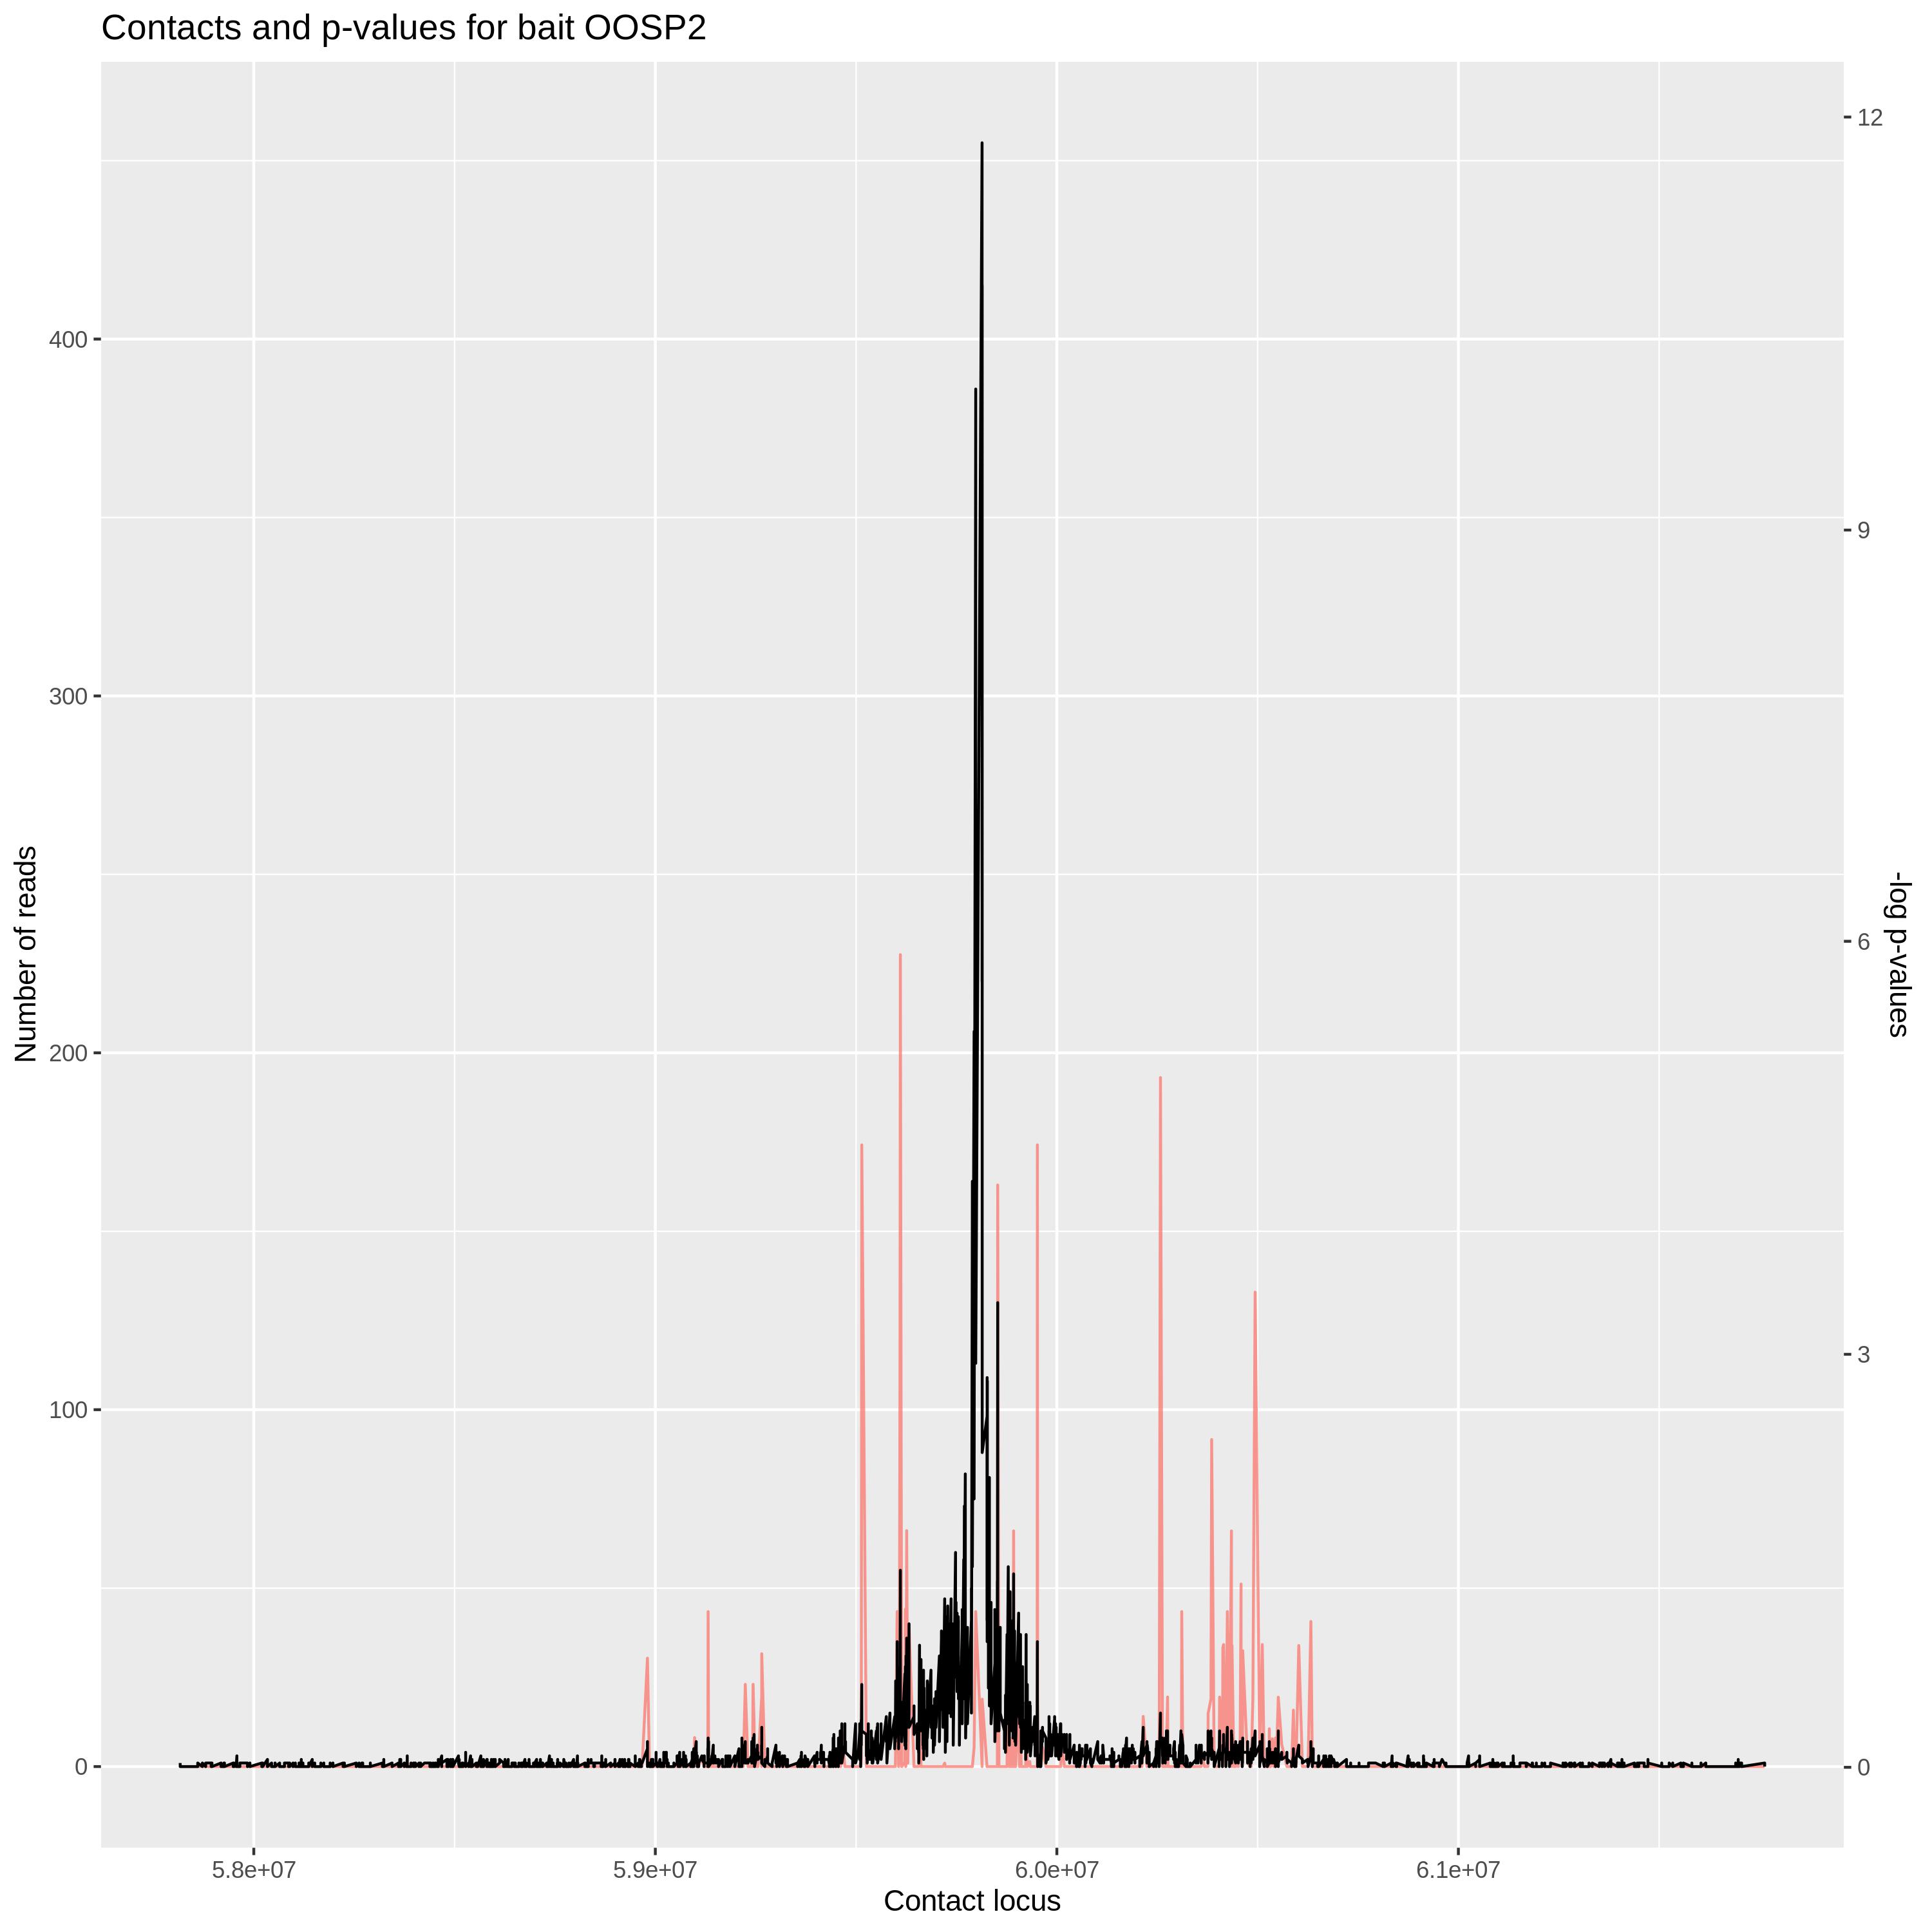 Contacts and p-values for bait OOSP2
12
400
9
300
Number of reads
-log p-values
6
200
3
100
0
0
5.8e+07
5.9e+07
6.0e+07
6.1e+07
Contact locus